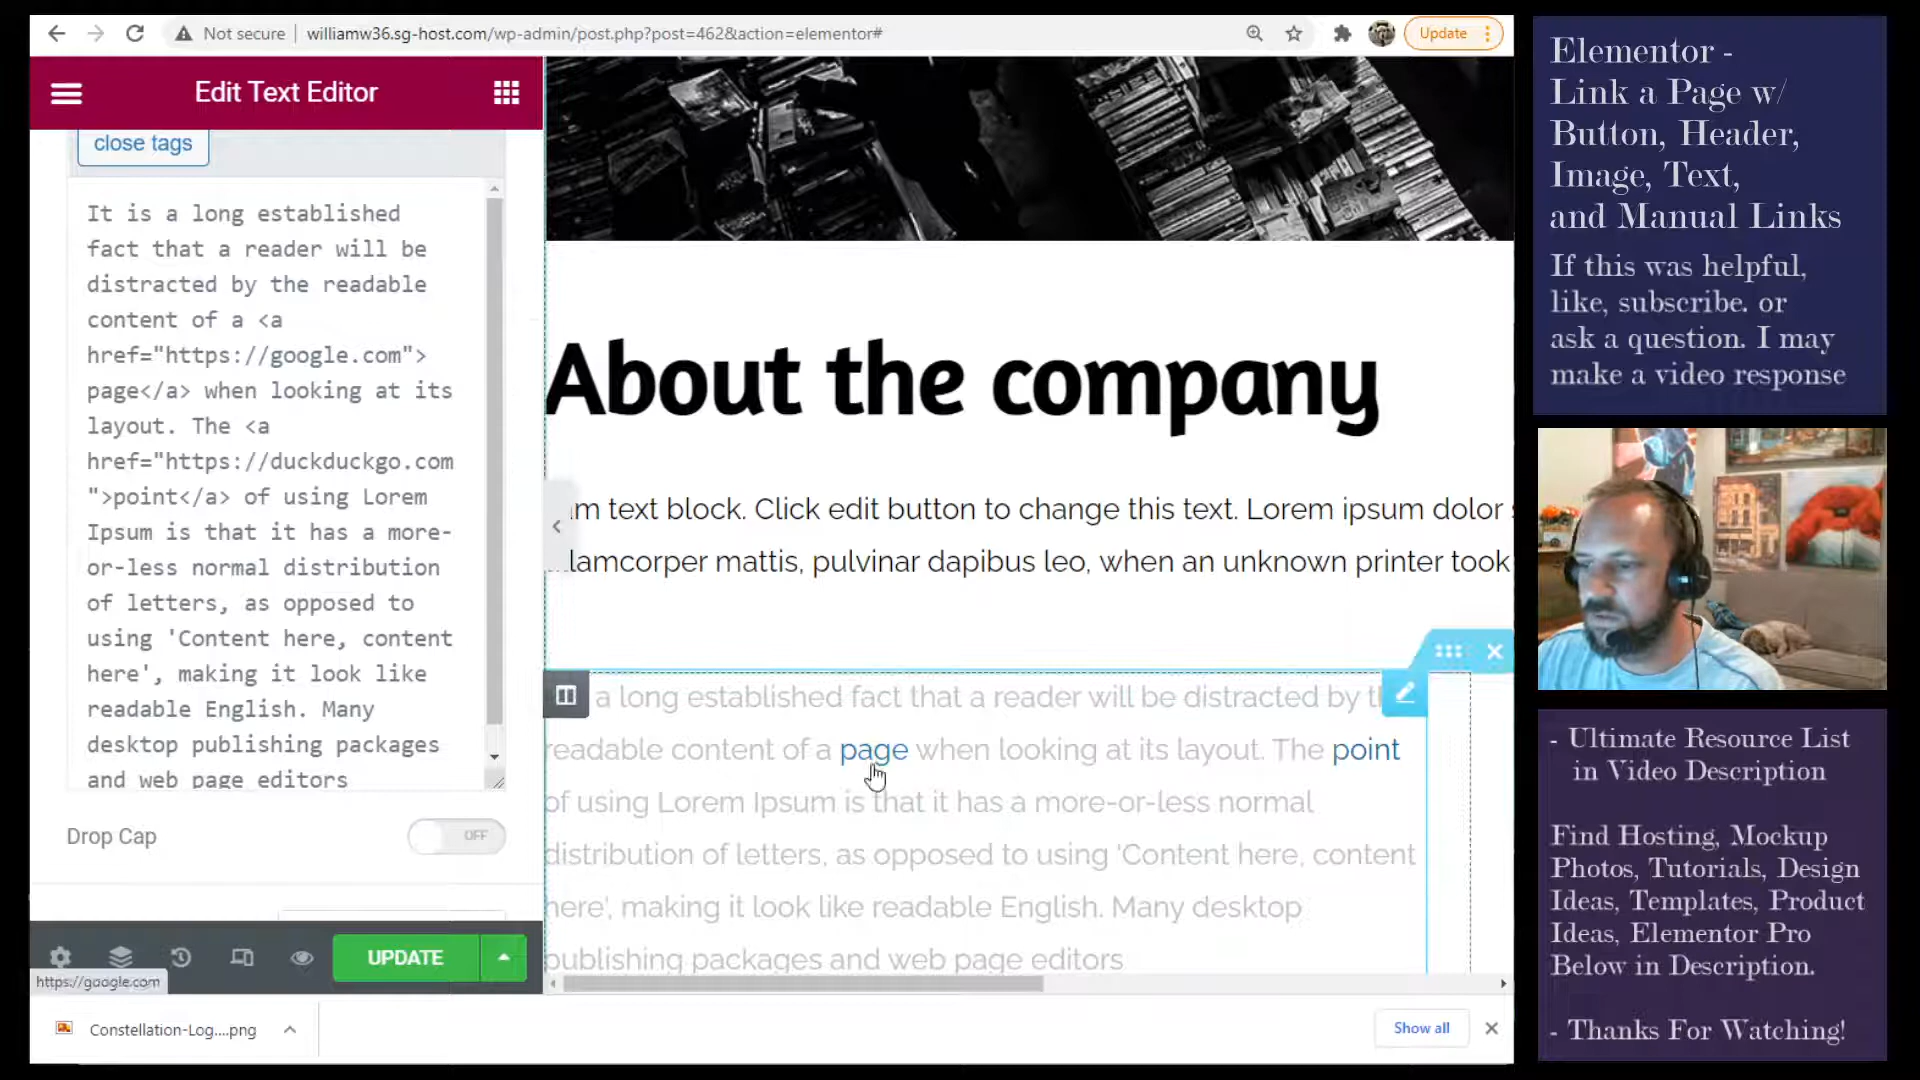 Not secure
williamw36.sg-host.com/wp-admin/post.php?post=462&action=elementor#
Update
Edit Text Editor
close tags
It is a long established
fact that a reader will be
distracted by the readable
content of a <a
href="https://google.com">
page</a> when looking at its
layout. The <a
href="https://duckduckgo.com
">point</a> of using Lorem
Ipsum is that it has a more-
or-less normal distribution
of letters, as opposed to
using 'Content here, content
here', making it look like
readable English. Many
desktop publishing packages
and web page editors
Drop Cap
OFF
UPDATE
https://google.com
Constellation-Log....png
Show all
About the company
m text block. Click edit button to change this text. Lorem ipsum dolor
lamcorper mattis, pulvinar dapibus leo, when an unknown printer took
a long established fact that a reader will be distracted by th
readable content of a page when looking at its layout. The point
of using Lorem Ipsum is that it has a more-or-less normal
distribution of letters, as opposed to using 'Content here, content
here', making it look like readable English. Many desktop
publishing packages and web page editors
Elementor -
Link a Page w/
Button, Header,
Image, Text,
and Manual Links
If this was helpful,
like, subscribe. or
ask a question. I may
make a video response
- Ultimate Resource List
in Video Description
Find Hosting, Mockup
Photos, Tutorials, Design
Ideas, Templates, Product
Ideas, Elementor Pro
Below in Description.
- Thanks For Watching!